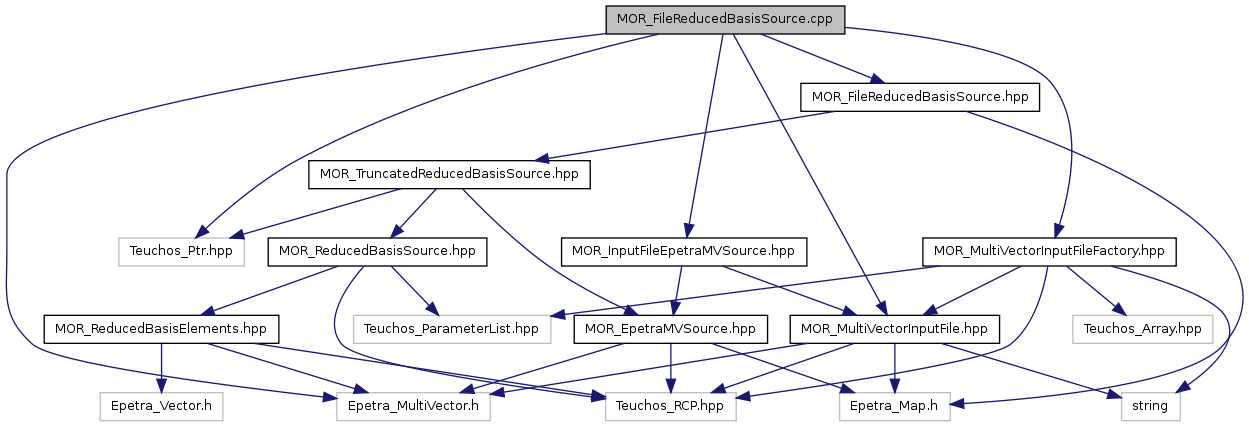 MOR_FileReducedBasisSource.cpp
MOR_FileReducedBasisSource.hpp
MOR_TruncatedReducedBasisSource.hpp
Teuchos_Ptr.hpp
MOR_ReducedBasisSource.hpp
MOR_InputFileEpetraMVSource.hpp
MOR_MultiVectorInputFileFactory.hpp
MOR_ReducedBasisElements.hpp
Teuchos_ParameterList.hpp
MOR_EpetraMVSource.hpp
MOR_MultiVectorInputFile.hpp
Teuchos_Array.hpp
Epetra_Vector.h
Epetra_MultiVector.h
Teuchos_RCP.hpp
Epetra_Map.h
string